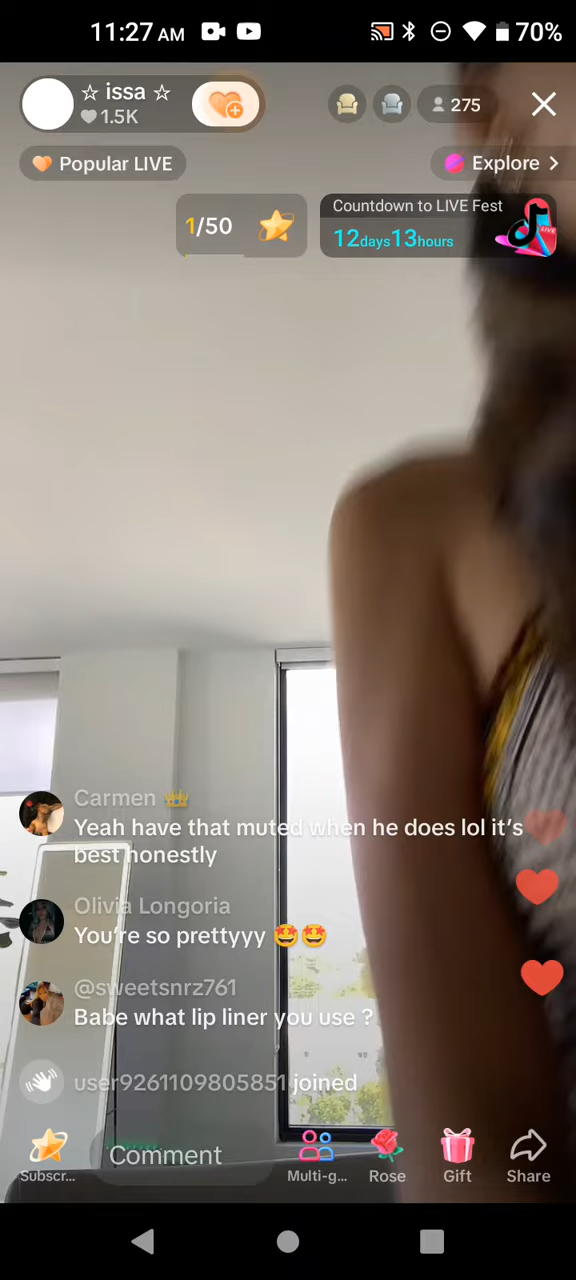 11:27 AM
70%
☆ issa ☆
1.5K
275
Popular LIVE
Explore >
1/50
Countdown to LIVE Fest
12days13hours
LIVE
Carmen
Yeah have that muted when he does lol it’s
best honestly
Olivia Longoria
You’re so prettyyy 🤩🤩
@sweetsnrz761
Babe what lip liner you use ?
user9261109805851 joined
Comment
Subscr...
Multi-g...
Rose
Gift
Share